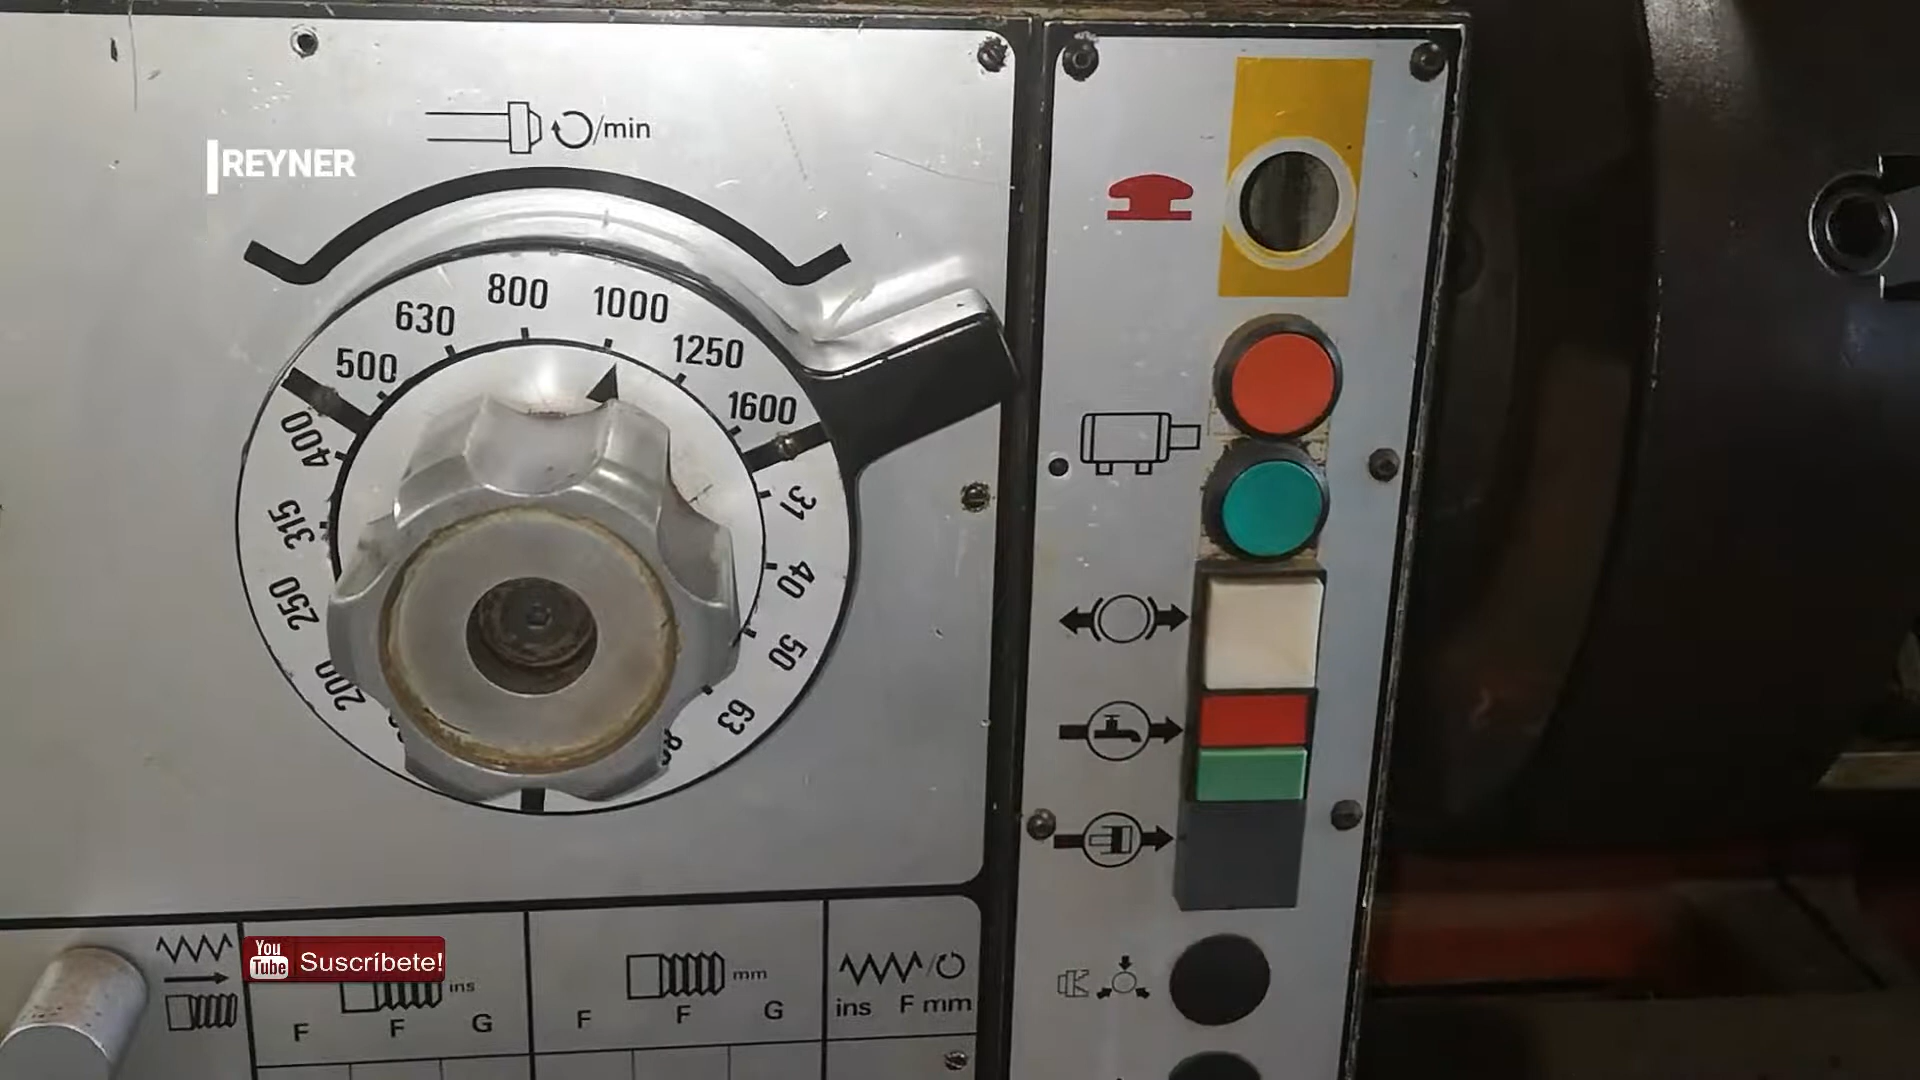 /min
REYNER
800
1000
630
1250
500
1600
400
31
315
40
250
50
200
63
You
Tube
Suscríbete!
ins
F F G
mm
F F G
ins F mm